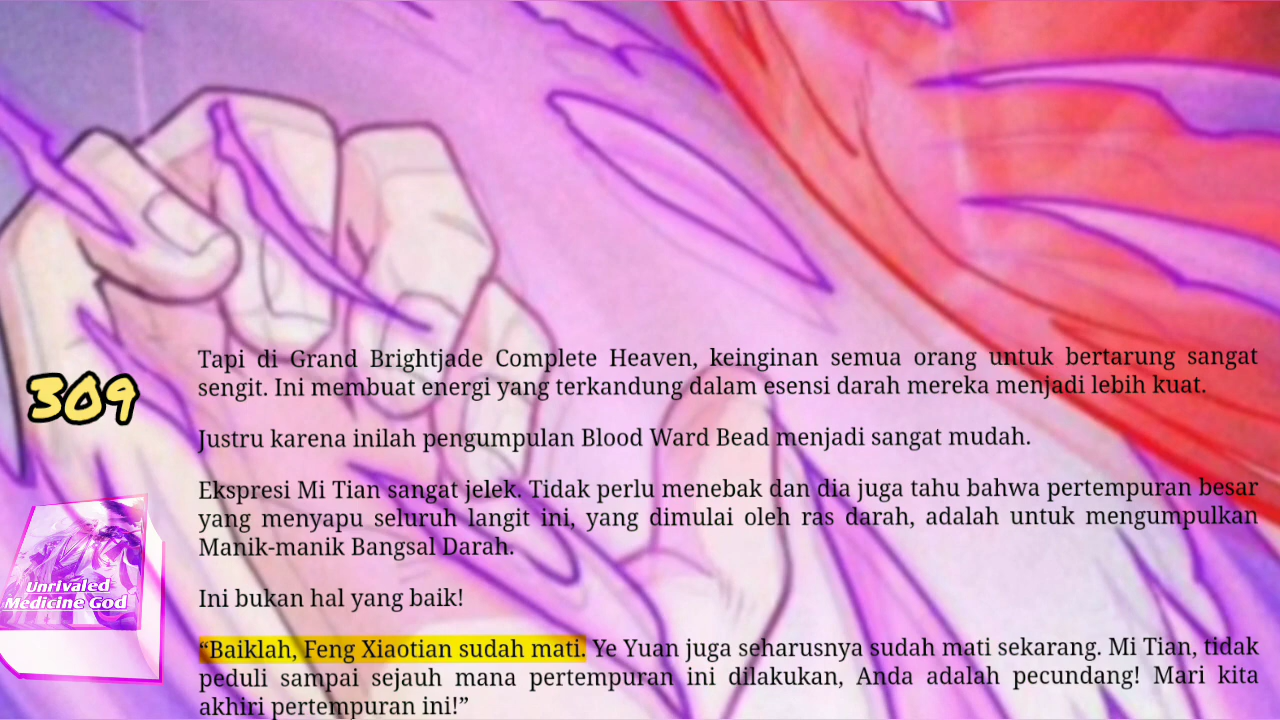 Tapi di Grand Brightjade Complete Heaven, keinginan semua orang untuk bertarung sangat
sengit. Ini membuat energi yang terkandung dalam esensi darah mereka menjadi lebih kuat.
309
Justru karena inilah pengumpulan Blood Ward Bead menjadi sangat mudah.
Ekspresi Mi Tian sangat jelek. Tidak perlu menebak dan dia juga tahu bahwa pertempuran besar
yang menyapu seluruh langit ini, yang dimulai oleh ras darah, adalah untuk mengumpulkan
Manik-manik Bangsal Darah.
Ini bukan hal yang baik!
Unrivaled
Medicine God
“Baiklah, Feng Xiaotian sudah mati. Ye Yuan juga seharusnya sudah mati sekarang. Mi Tian, tidak
peduli sampai sejauh mana pertempuran ini dilakukan, Anda adalah pecundang! Mari kita
akhiri pertempuran ini!”